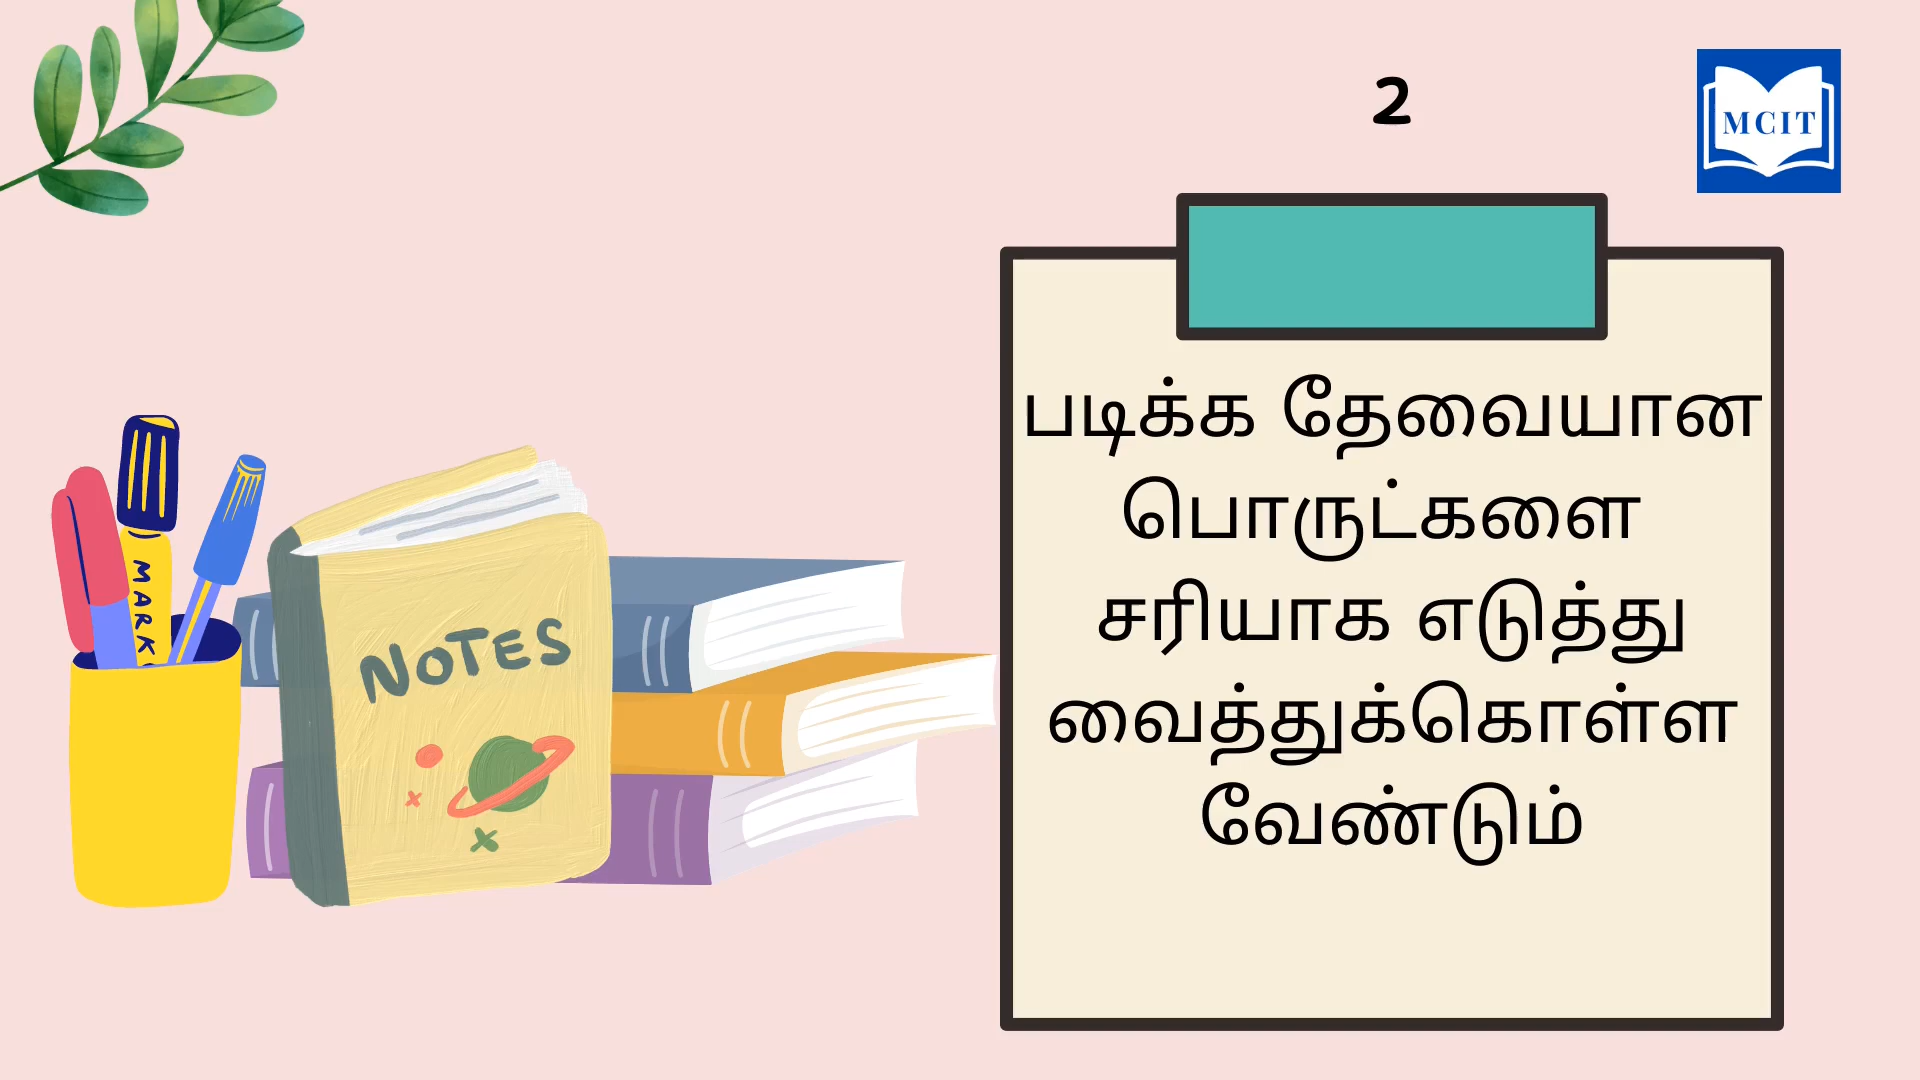 2
MCIT
படிக்க தேவையான
பொருட்களை
சரியாக எடுத்து
வைத்துக்கொள்ள
வேண்டும்
MARK
NOTES